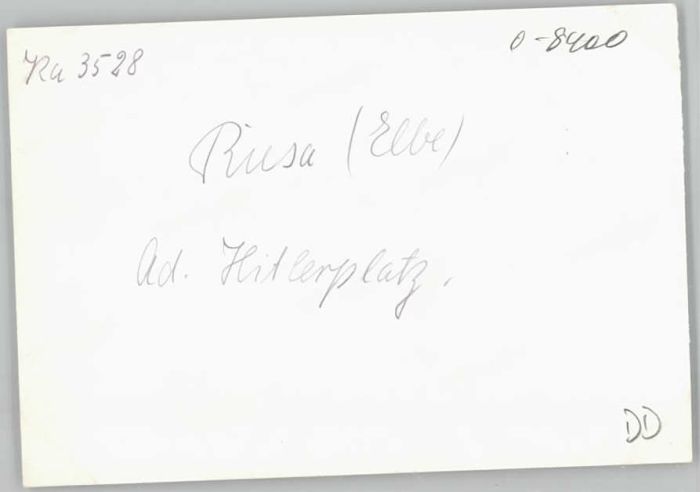 Ra 3528
0-8400
Riesa (Elbe)
Ad. Hitlerplatz.
DD